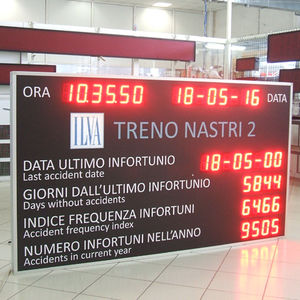 ORA 10.35.50 18-05-16 DATA
ILVA TRENO NASTRI 2
DATA ULTIMO INFORTUNIO 18-05-00
Last accident date
GIORNI DALL'ULTIMO INFORTUNIO 5844
Days without accidents
INDICE FREQUENZA INFORTUNI 6466
Accident frequency index
NUMERO INFORTUNI NELL'ANNO 9505
Accidents in current year